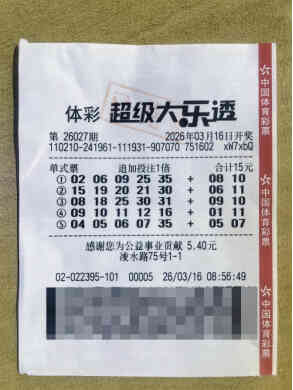 体彩 超级大乐透
第 26027期 2026年03月16日开奖
110210-241961-111931-907070 751602 xW7xbQ
单式票 追加投注1倍 合计15元
① 02 06 09 25 35 + 08 11
② 15 19 20 21 30 + 06 11
③ 08 18 25 30 31 + 09 10
④ 09 10 11 12 16 + 01 11
⑤ 04 05 06 07 35 + 05 07
感谢您为公益事业贡献 5.40元
凌水路75号1-1
02-022395-101 00005 26/03/16 08:56:49
中国体育彩票
中国体育彩票
中国体育彩票